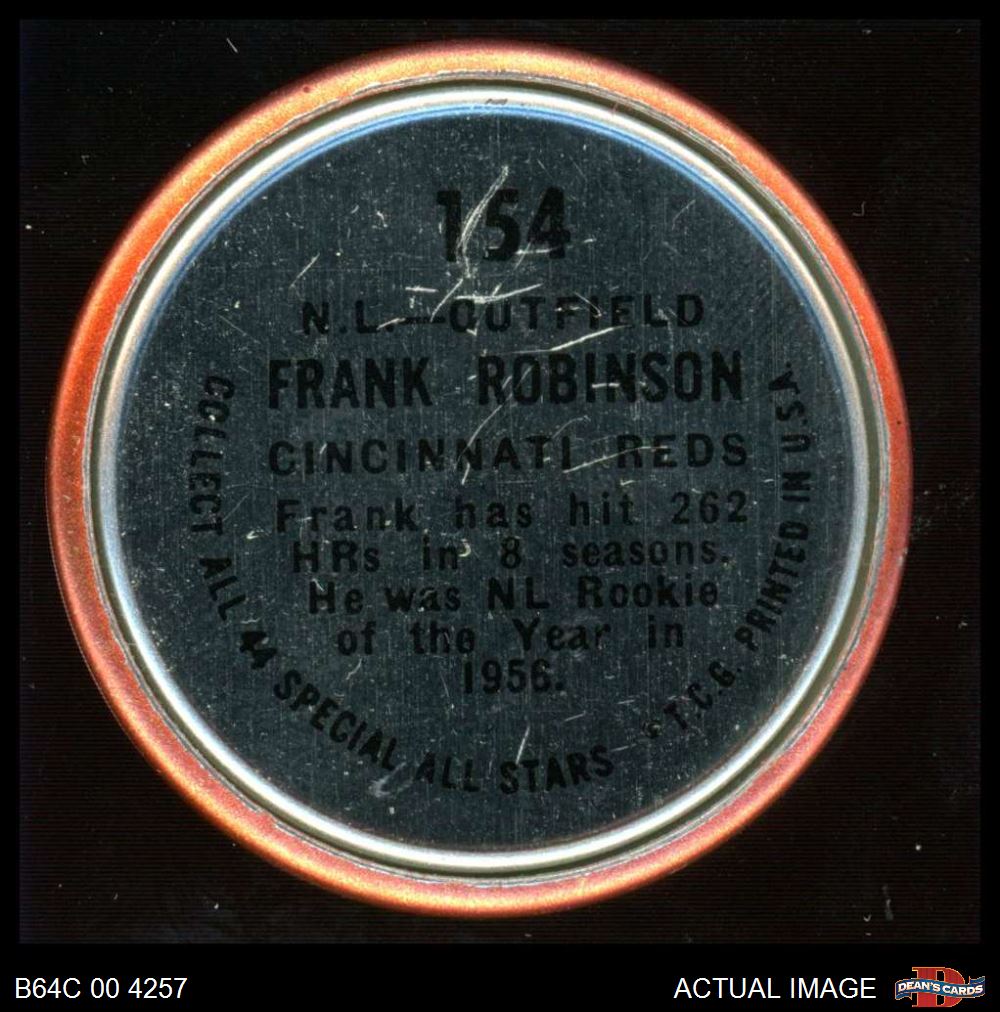 154
N.L.—OUTFIELD
FRANK ROBINSON
CINCINNATI REDS
Frank has hit 262
HRs in 8 seasons.
He was NL Rookie
of the Year in
1956.
COLLECT ALL 44 SPECIAL ALL STARS © T.C.G. PRINTED IN U.S.A.
B64C 00 4257
ACTUAL IMAGE
DEAN'S CARDS